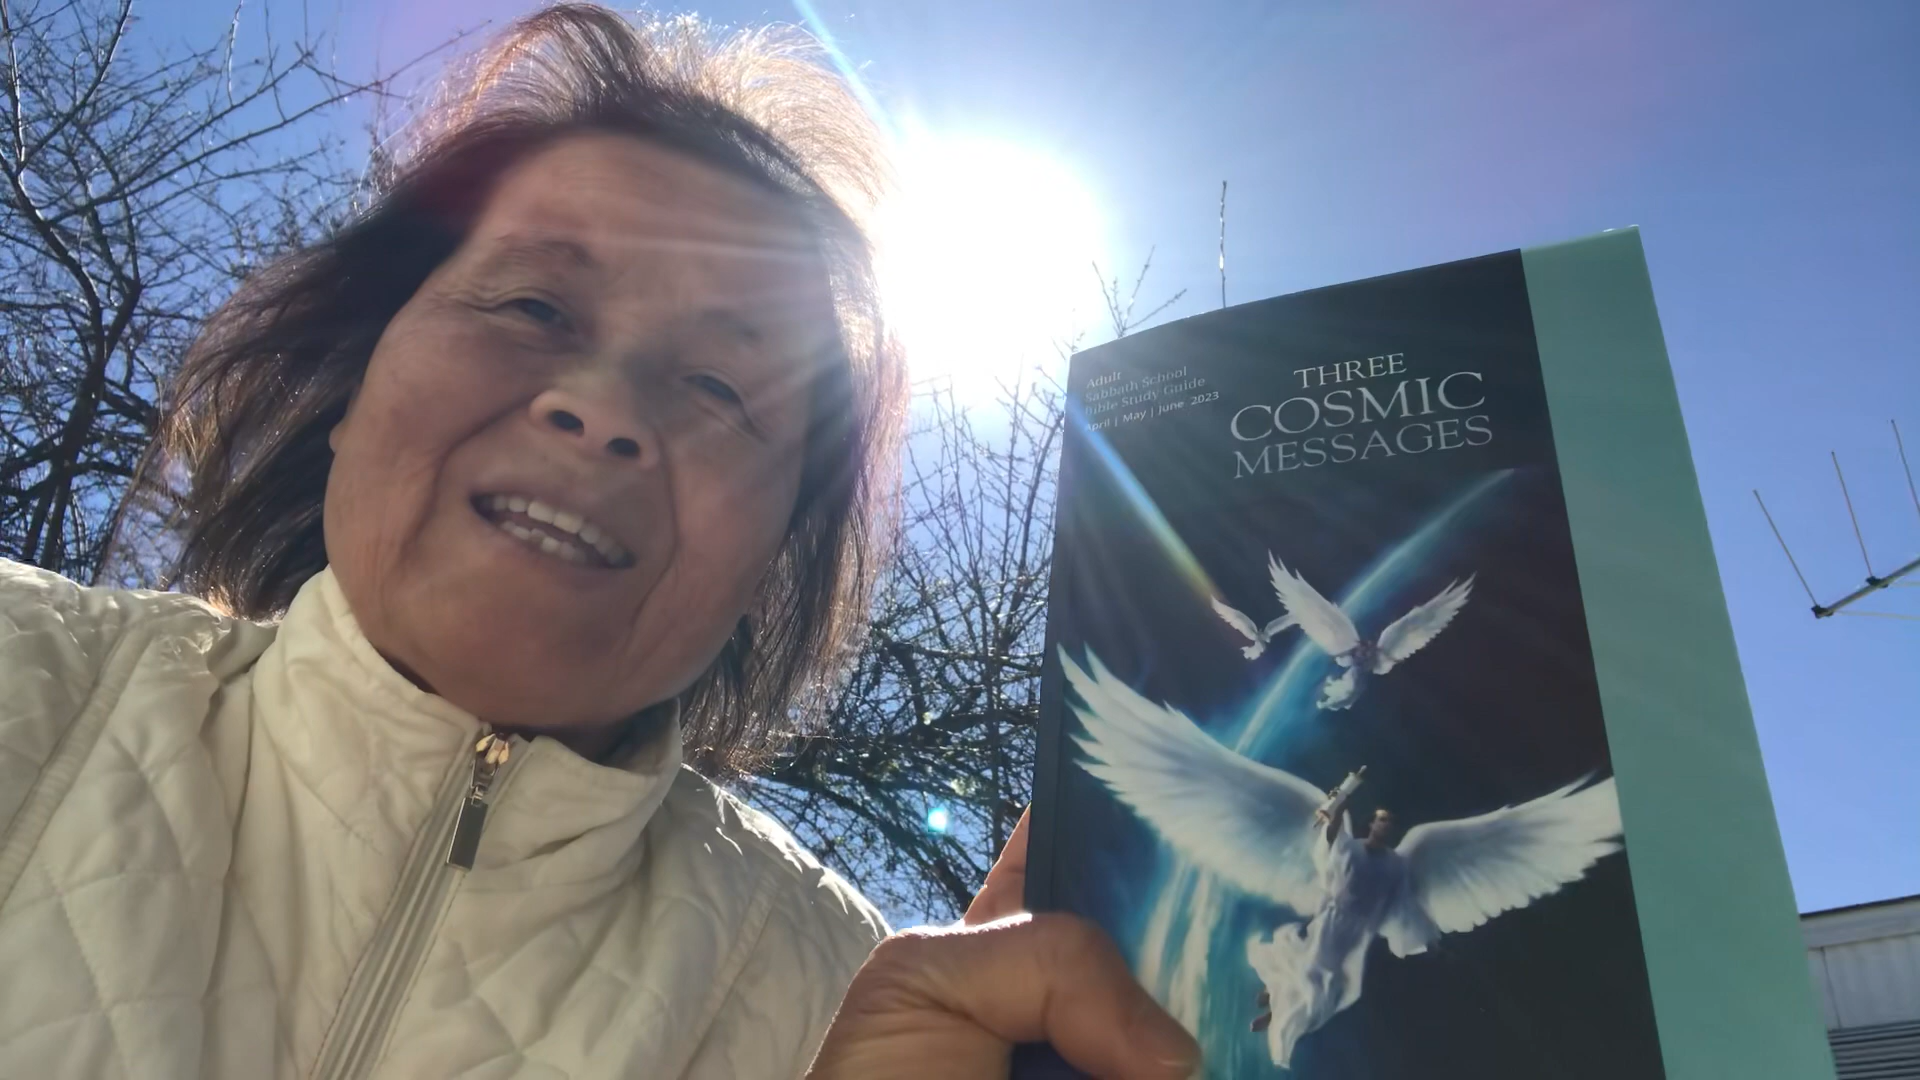 Adult
Sabbath School
Bible Study Guide
April | May | June 2023
THREE
COSMIC
MESSAGES